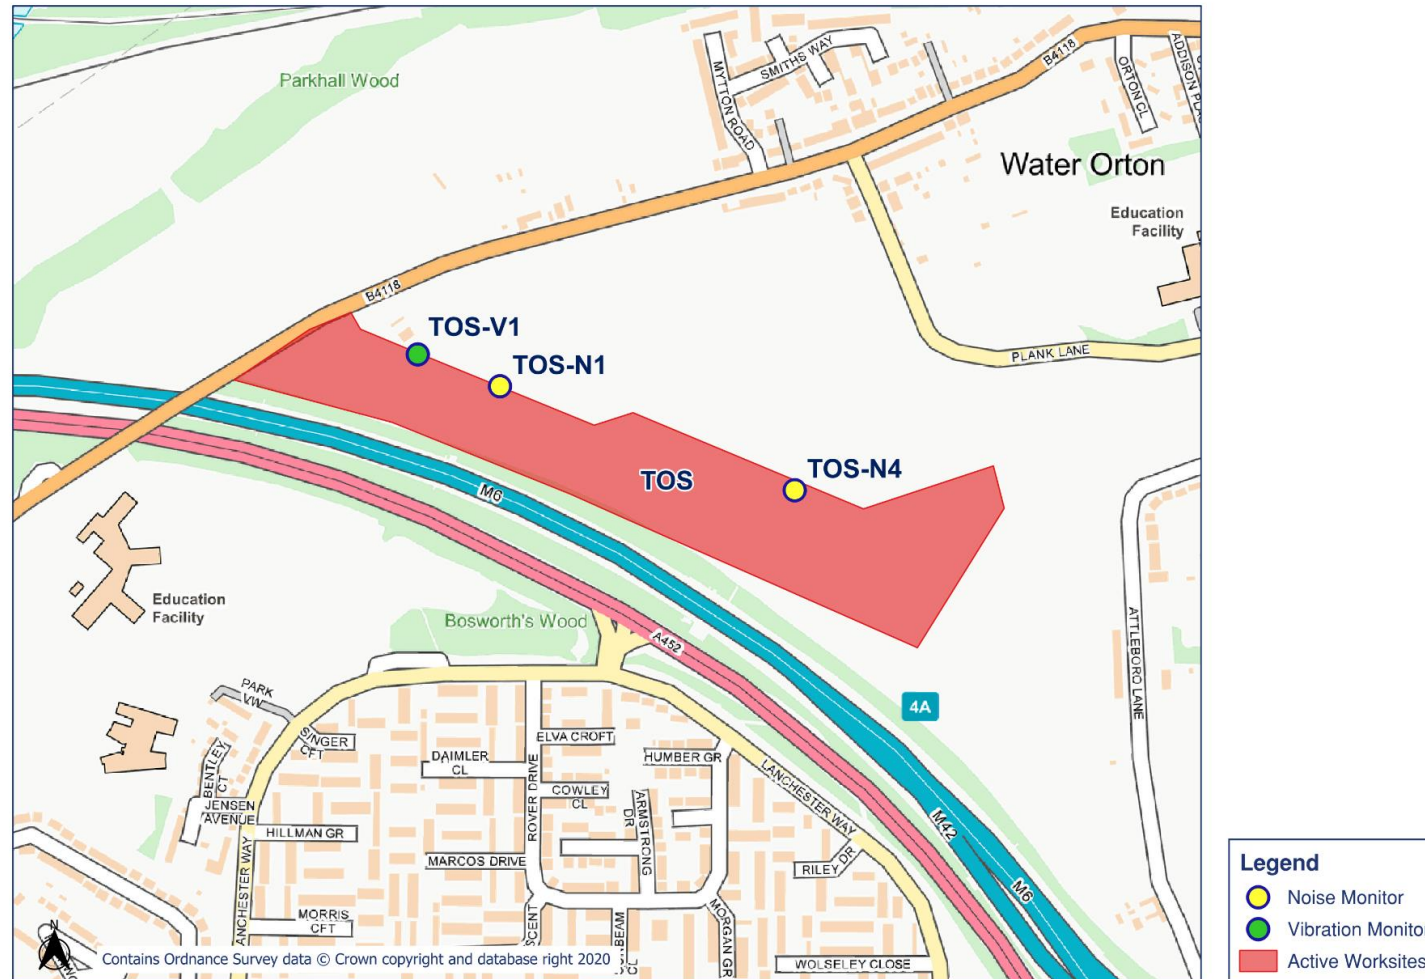 Parkhall Wood
MYTTON ROAD
SMITHS WAY
B4118
ORTON CL
ADDISON
Water Orton
Education
Facility
B4118
TOS-V1
TOS-N1
PLANK LANE
TOS-N4
TOS
M6
Education
Facility
Bosworth's Wood
A452
ATTLEBORO LANE
4A
PARK
VW
SINGER
CFT
ELVA CROFT
DAIMLER
CL
HUMBER GR
BENTLEY
CT
ROVER DRIVE
COWLEY
CL
LANCHESTER WAY
JENSEN
AVENUE
ARMSTRONG
DR
HILLMAN GR
M42
MARCOS DRIVE
RILEY DR
M6
LANCHESTER WAY
MORRIS
CFT
MORGAN GR
CL
WOLSELEY CLOSE
N
Contains Ordnance Survey data © Crown copyright and database right 2020
Legend
Noise Monitor
Vibration Monitor
Active Worksites